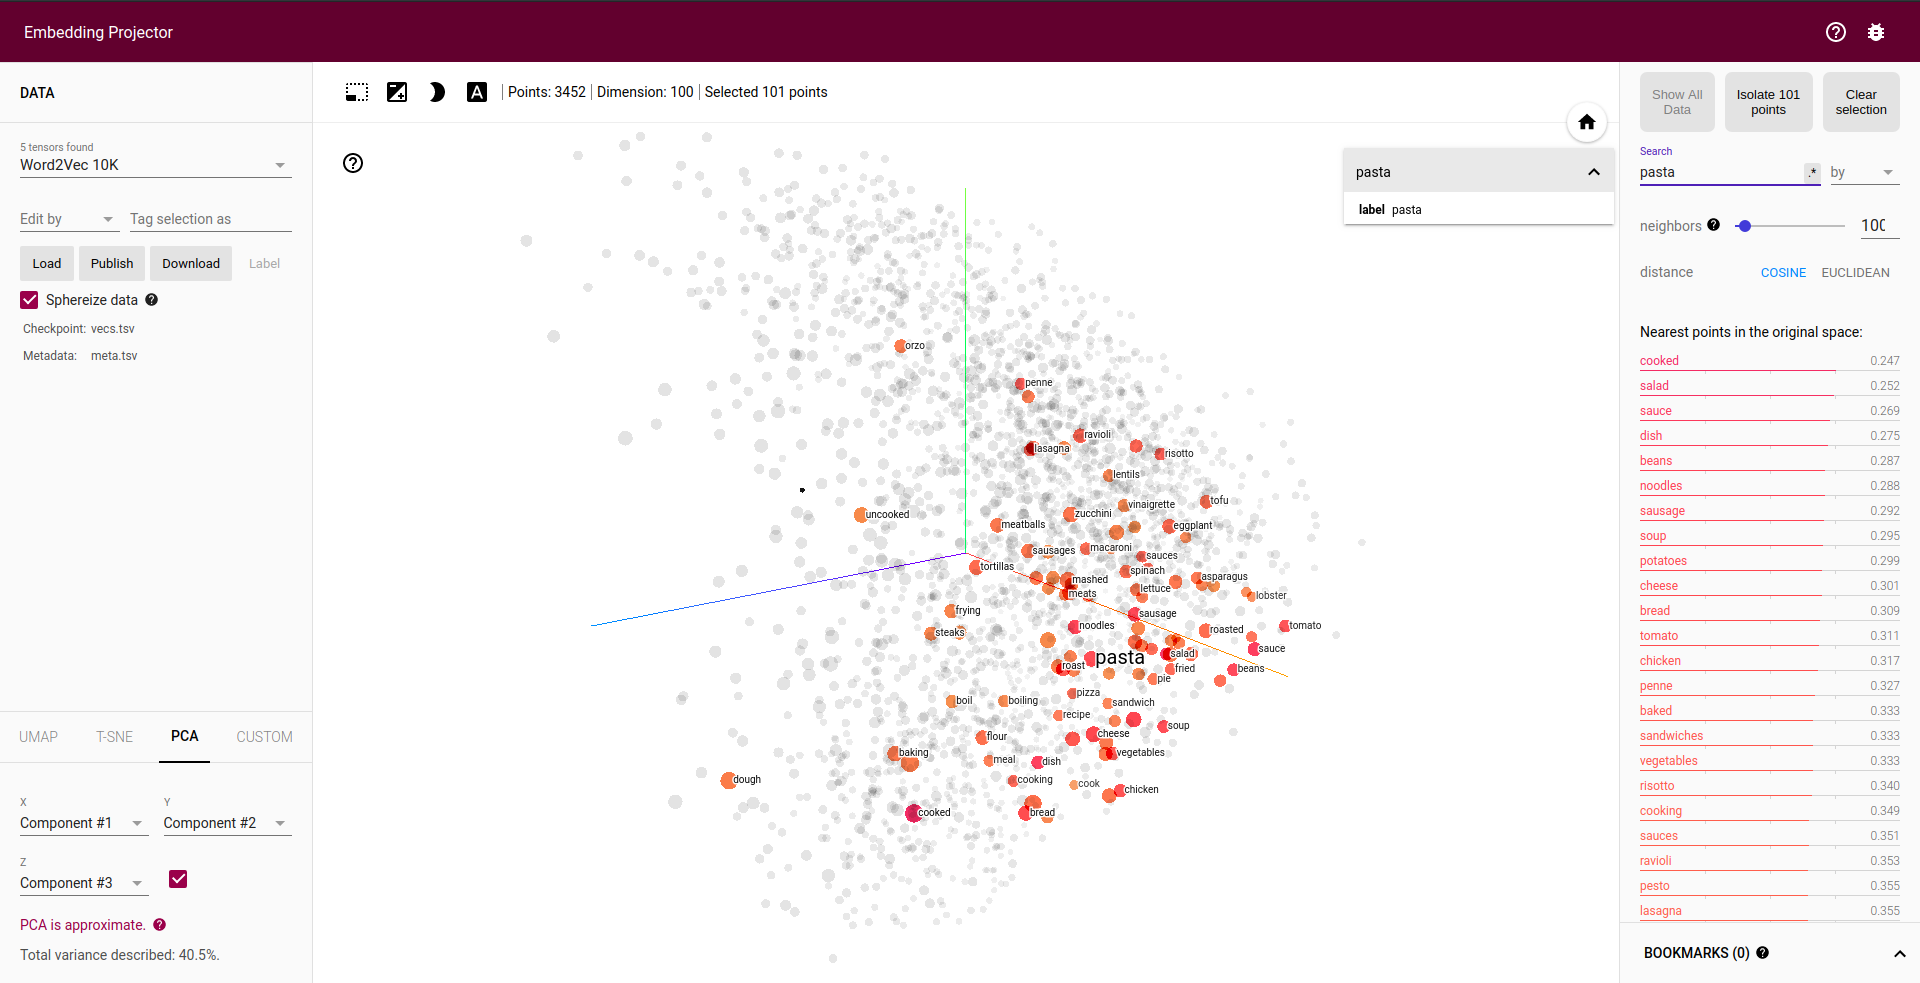 Embedding Projector
DATA
5 tensors found
Word2Vec 10K
Edit by
Tag selection as
Load
Publish
Download
Label
Sphereize data
Checkpoint: vecs.tsv
Metadata: meta.tsv
UMAP
T-SNE
PCA
CUSTOM
X
Component #1
Y
Component #2
Z
Component #3
PCA is approximate.
Total variance described: 40.5%.
A
Points: 3452
Dimension: 100
Selected 101 points
pasta
label pasta
orzo
penne
ravioli
lasagna
risotto
lentils
tofu
vinaigrette
zucchini
uncooked
meatballs
eggplant
macaroni
sausages
sauces
tortillas
spinach
asparagus
mashed
lettuce
meats
lobster
frying
sausage
noodles
tomato
roasted
steaks
sauce
salad
pasta
roast
fried
beans
pie
pizza
boil
boiling
sandwich
recipe
soup
cheese
flour
baking
vegetables
meal
dish
dough
cooking
cook
chicken
cooked
bread
Show All Data
Isolate 101 points
Clear selection
Search
pasta
.*
by
neighbors
100
distance
COSINE
EUCLIDEAN
Nearest points in the original space:
cooked 0.247
salad 0.252
sauce 0.269
dish 0.275
beans 0.287
noodles 0.288
sausage 0.292
soup 0.295
potatoes 0.299
cheese 0.301
bread 0.309
tomato 0.311
chicken 0.317
penne 0.327
baked 0.333
sandwiches 0.333
vegetables 0.333
risotto 0.340
cooking 0.349
sauces 0.351
ravioli 0.353
pesto 0.355
lasagna 0.355
BOOKMARKS (0)